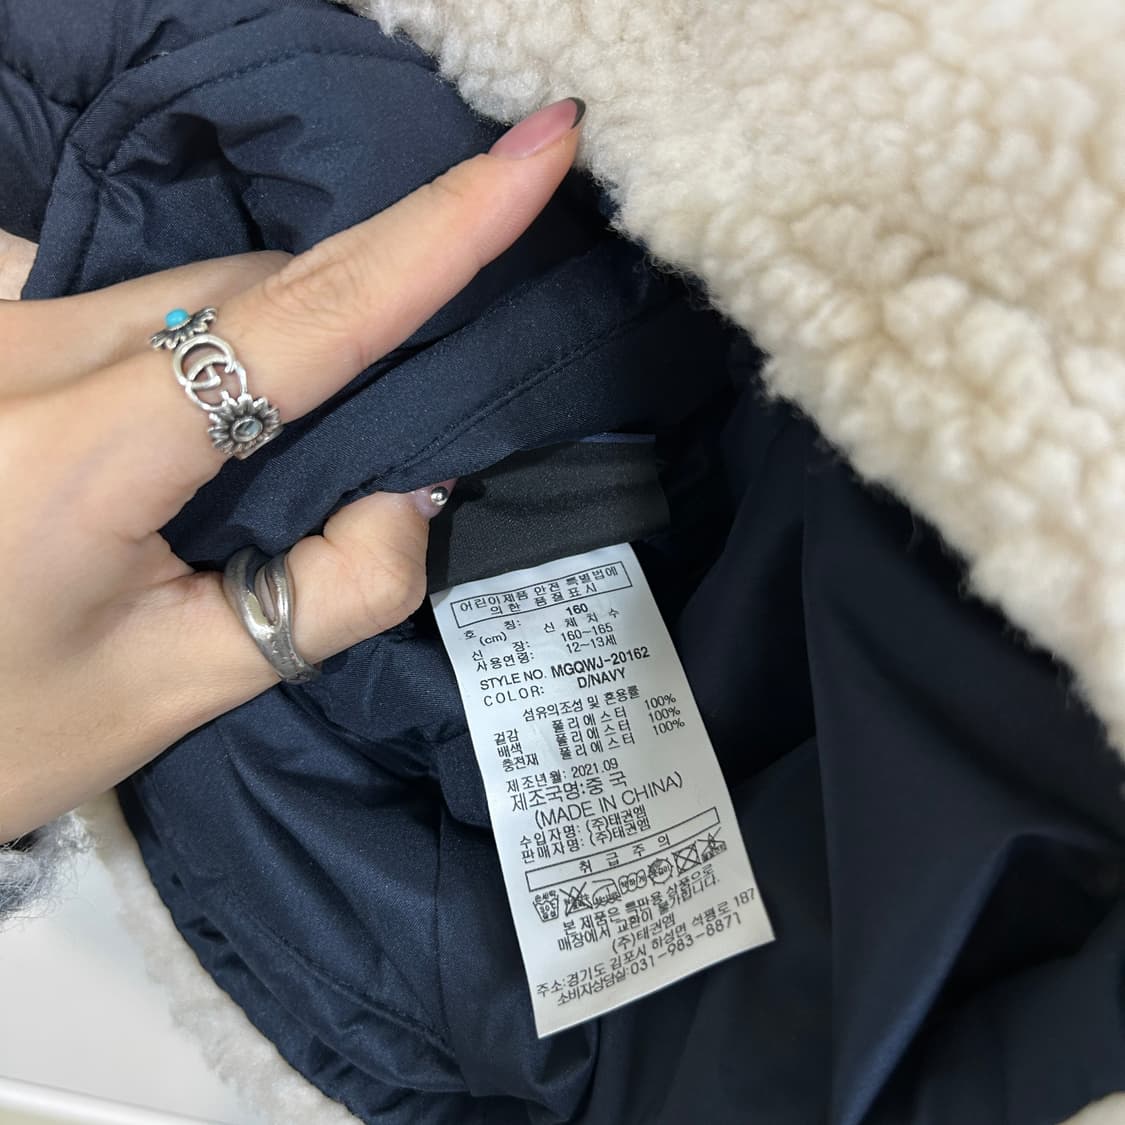 어린이제품 안전 특별법에
의한 품질표시
호 칭: 160
(cm) 신 체 치 수
신 장: 160~165
사용연령: 12~13세
STYLE NO. MGQWJ-20162
COLOR: D/NAVY
섬유의조성 및 혼용률
겉감 폴리에스터 100%
배색 폴리에스터 100%
충전재 폴리에스터 100%
제조년월: 2021.09
제조국명:중 국
(MADE IN CHINA)
수입자명: (주)태권엠
판매자명: (주)태권엠
취 급 주 의
본 제품은 특판용 상품으로
매장에서 교환이 불가합니다.
(주)태권엠
주소:경기도 김포시 하성면 석평로 187
소비자상담실:031-983-8871